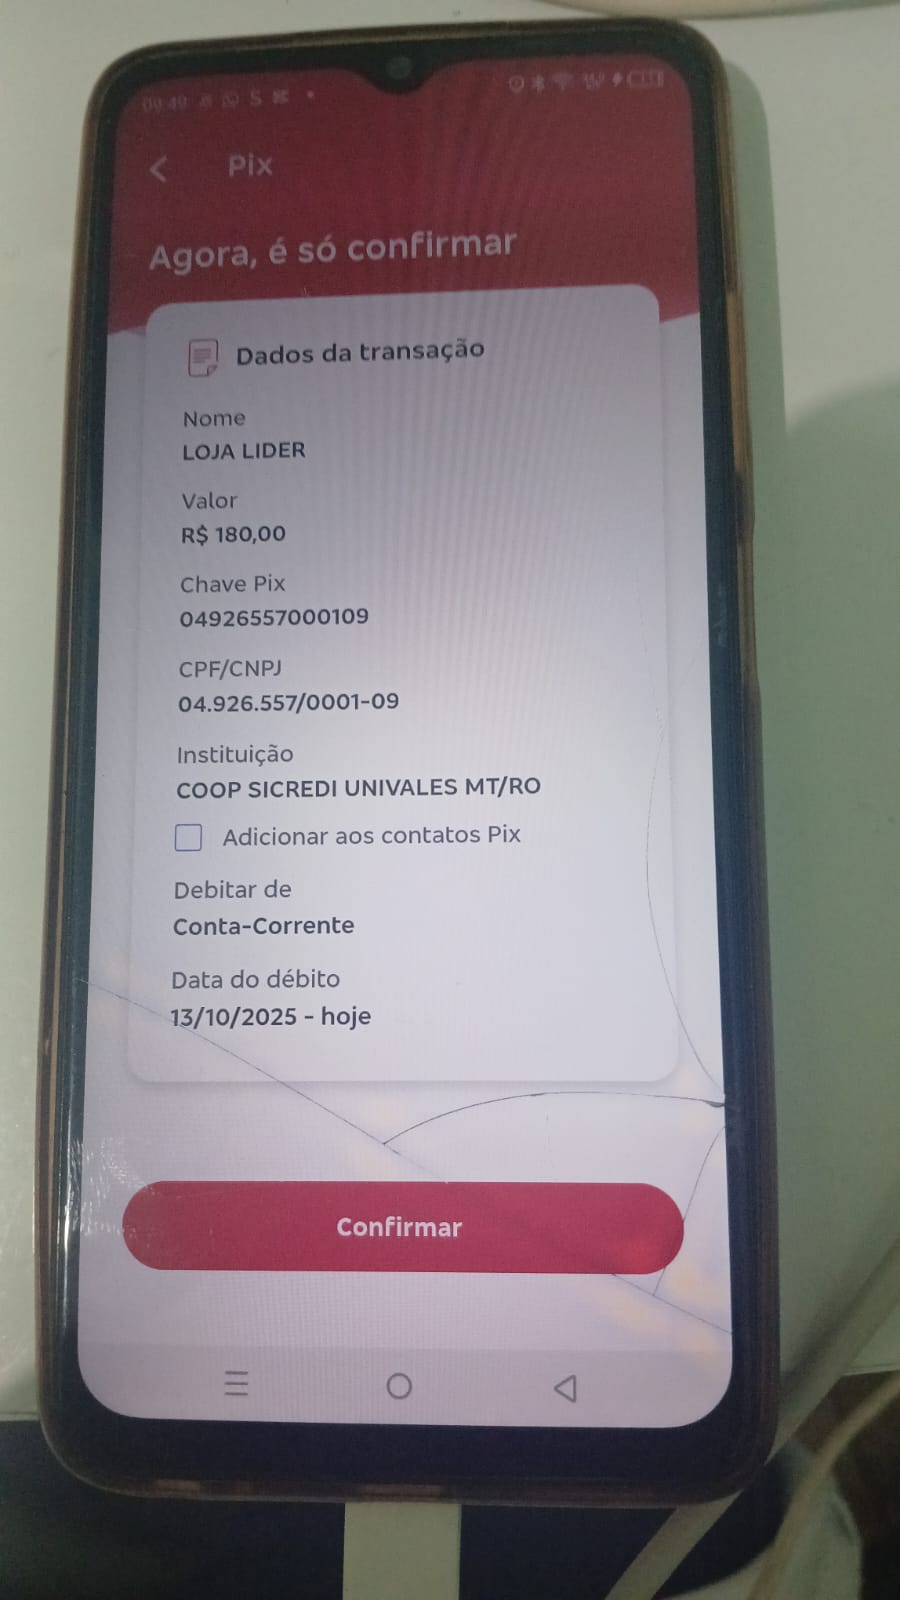 09:49
Pix
Agora, é só confirmar
Dados da transação
Nome
LOJA LIDER
Valor
R$ 180,00
Chave Pix
04926557000109
CPF/CNPJ
04.926.557/0001-09
Instituição
COOP SICREDI UNIVALES MT/RO
Adicionar aos contatos Pix
Debitar de
Conta-Corrente
Data do débito
13/10/2025 - hoje
Confirmar